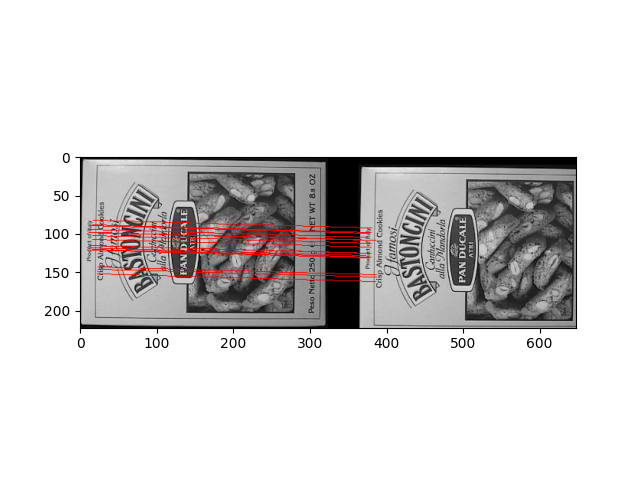 0
50
100
150
200
Crisp Almond Cookies
BASTONCINI
Cantuccini
alla Mandorla
PAN DUCALE
Peso Netto 250
NET WT 8.8 OZ
Crisp Almond Cookies
I famosi
BASTONCINI
Cantuccini
alla Mandorla
PAN DUCALE
ATRI
0 100 200 300 400 500 600